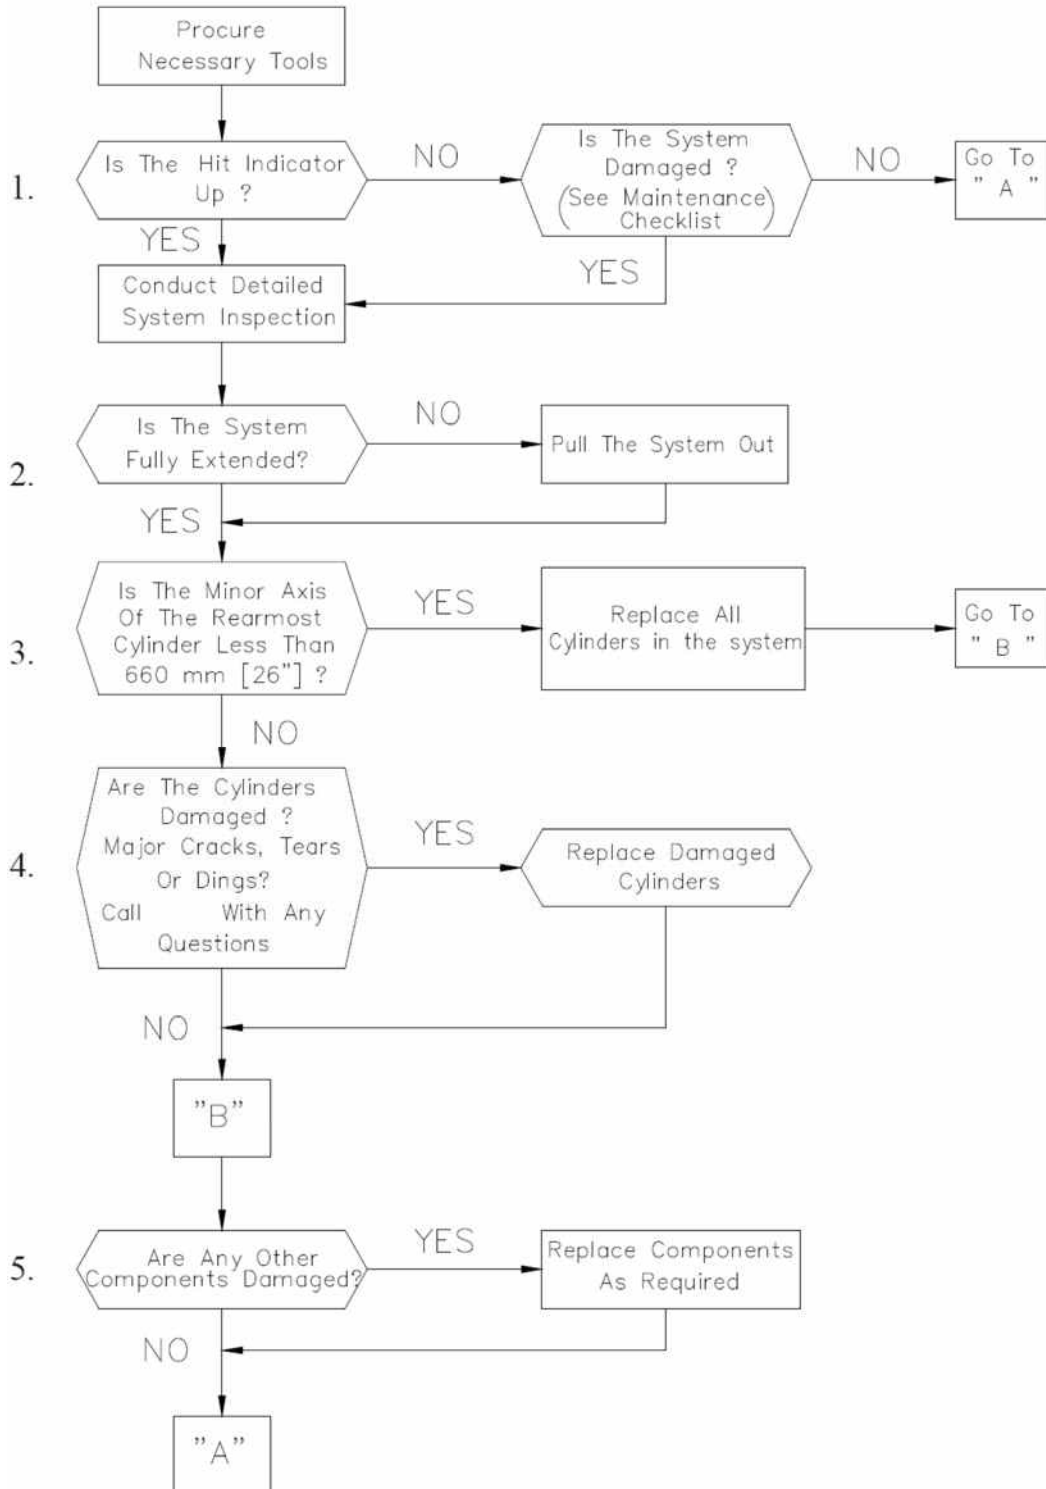 Procure
Necessary Tools
1.
Is The Hit Indicator
Up ?
NO
Is The System
Damaged ?
(See Maintenance)
Checklist
NO
Go To
" A "
YES
YES
Conduct Detailed
System Inspection
2.
Is The System
Fully Extended?
NO
Pull The System Out
YES
3.
Is The Minor Axis
Of The Rearmost
Cylinder Less Than
660 mm [26"] ?
YES
Replace All
Cylinders in the system
Go To
" B "
NO
4.
Are The Cylinders
Damaged ?
Major Cracks, Tears
Or Dings?
Call With Any
Questions
YES
Replace Damaged
Cylinders
NO
"B"
5.
Are Any Other
Components Damaged?
YES
Replace Components
As Required
NO
"A"